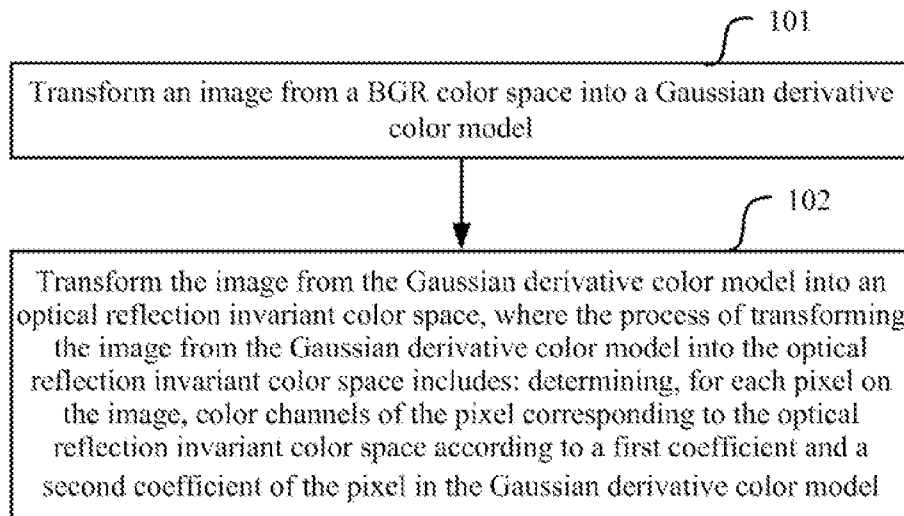 101
Transform an image from a BGR color space into a Gaussian derivative
color model
102
Transform the image from the Gaussian derivative color model into an
optical reflection invariant color space, where the process of transforming
the image from the Gaussian derivative color model into the optical
reflection invariant color space includes: determining, for each pixel on
the image, color channels of the pixel corresponding to the optical
reflection invariant color space according to a first coefficient and a
second coefficient of the pixel in the Gaussian derivative color model